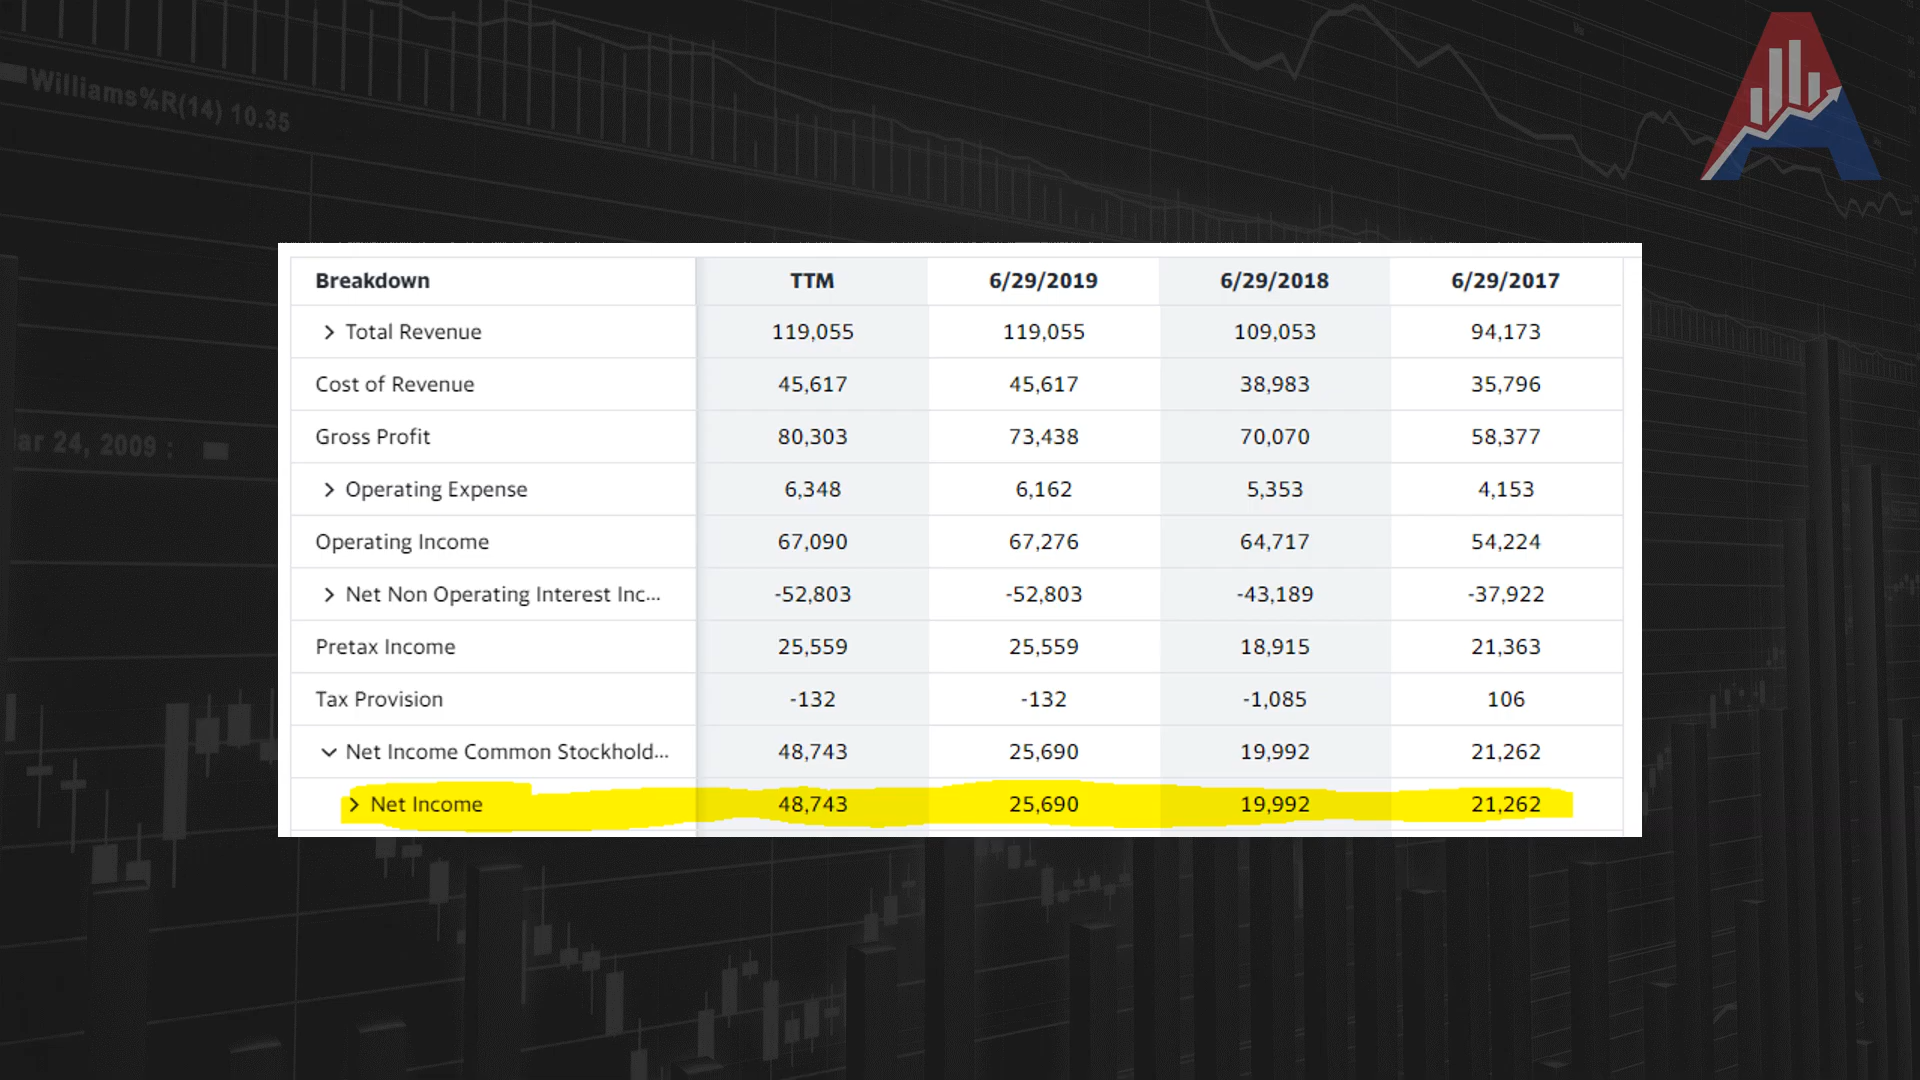 Williams%R(14) 10.35
ar 24, 2009 :
Breakdown TTM 6/29/2019 6/29/2018 6/29/2017
Total Revenue 119,055 119,055 109,053 94,173
Cost of Revenue 45,617 45,617 38,983 35,796
Gross Profit 80,303 73,438 70,070 58,377
Operating Expense 6,348 6,162 5,353 4,153
Operating Income 67,090 67,276 64,717 54,224
Net Non Operating Interest Inc... -52,803 -52,803 -43,189 -37,922
Pretax Income 25,559 25,559 18,915 21,363
Tax Provision -132 -132 -1,085 106
Net Income Common Stockhold... 48,743 25,690 19,992 21,262
Net Income 48,743 25,690 19,992 21,262